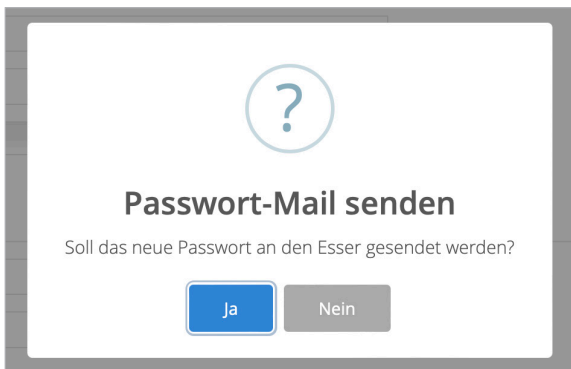 ?
Passwort-Mail senden
Soll das neue Passwort an den Esser gesendet werden?
Ja
Nein